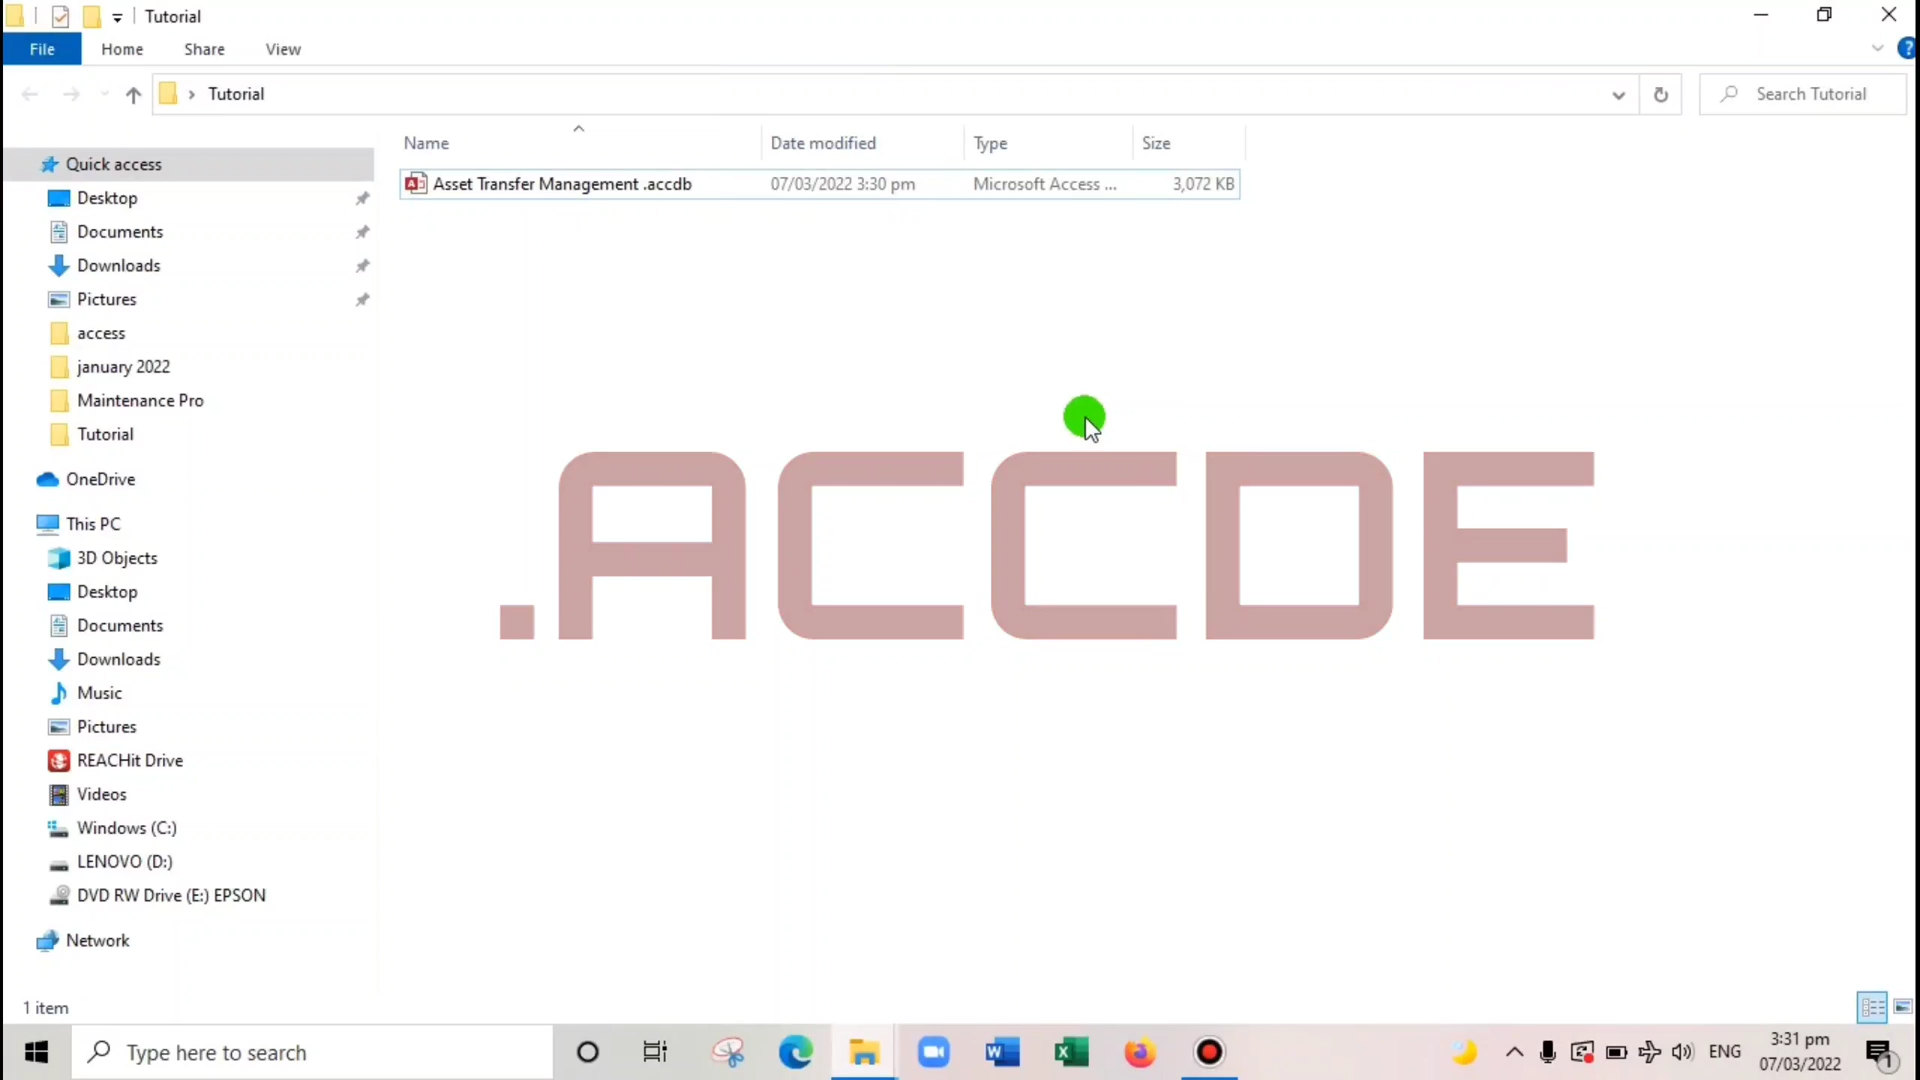 Tutorial
File Home Share View
Tutorial
Search Tutorial
Name Date modified Type Size
Asset Transfer Management .accdb 07/03/2022 3:30 pm Microsoft Access ... 3,072 KB
Quick access
Desktop
Documents
Downloads
Pictures
access
january 2022
Maintenance Pro
Tutorial
OneDrive
This PC
3D Objects
Desktop
Documents
Downloads
Music
Pictures
REACHit Drive
Videos
Windows (C:)
LENOVO (D:)
DVD RW Drive (E:) EPSON
Network
.ACCDE
1 item
Type here to search
ENG
3:31 pm
07/03/2022
1